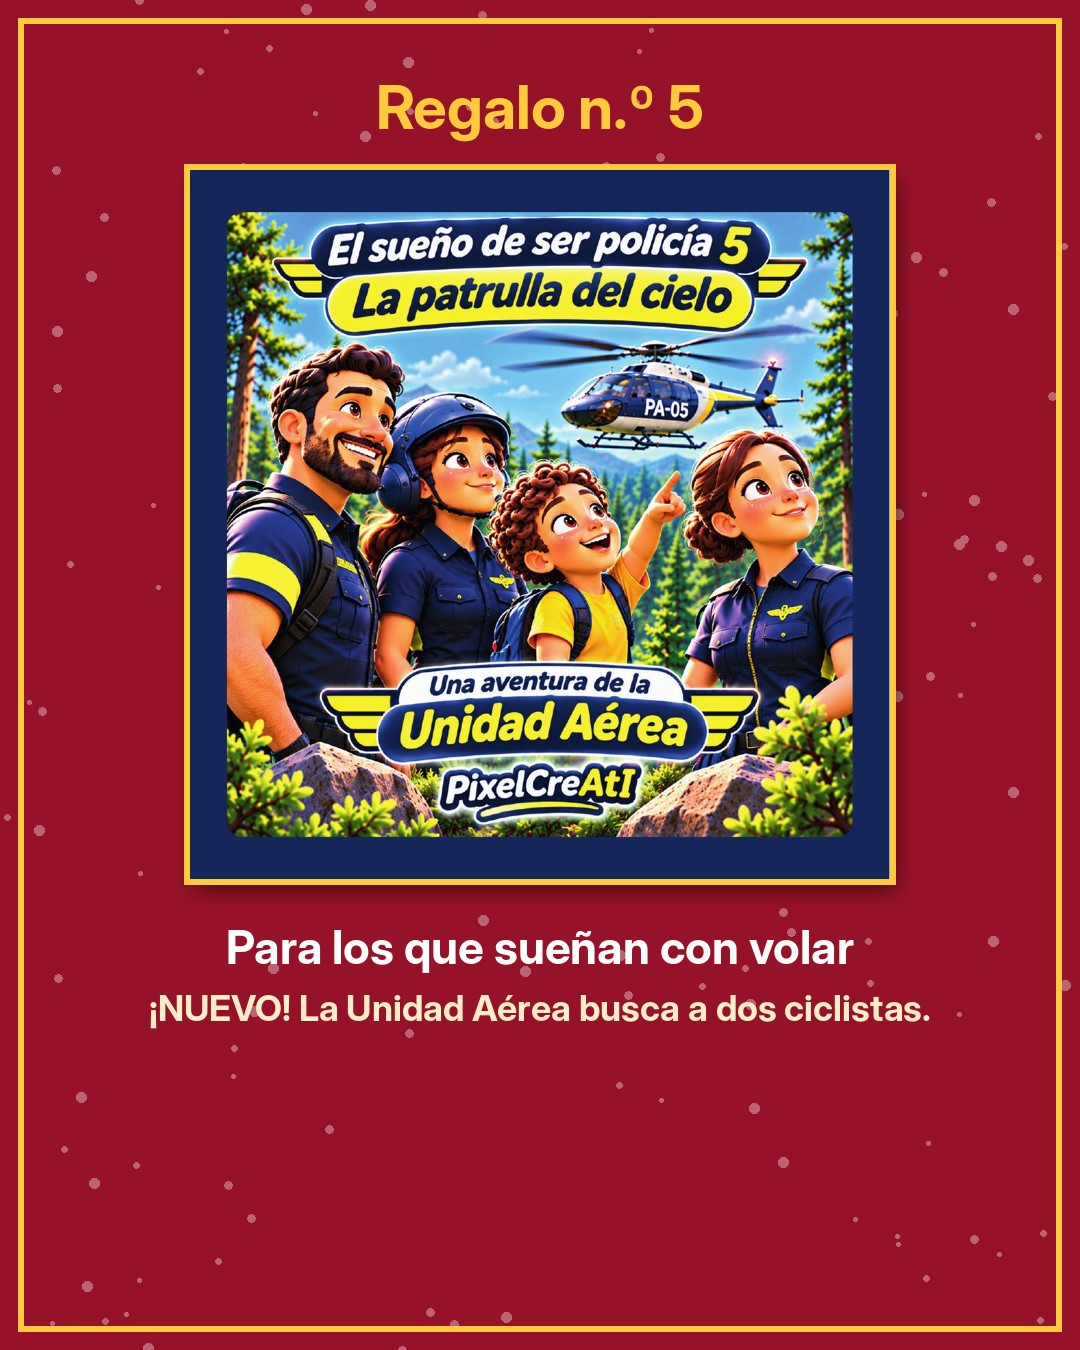 Regalo n.º 5
El sueño de ser policía 5
La patrulla del cielo
PA-05
Una aventura de la
Unidad Aérea
PixelCreAtI
Para los que sueñan con volar
¡NUEVO! La Unidad Aérea busca a dos ciclistas.